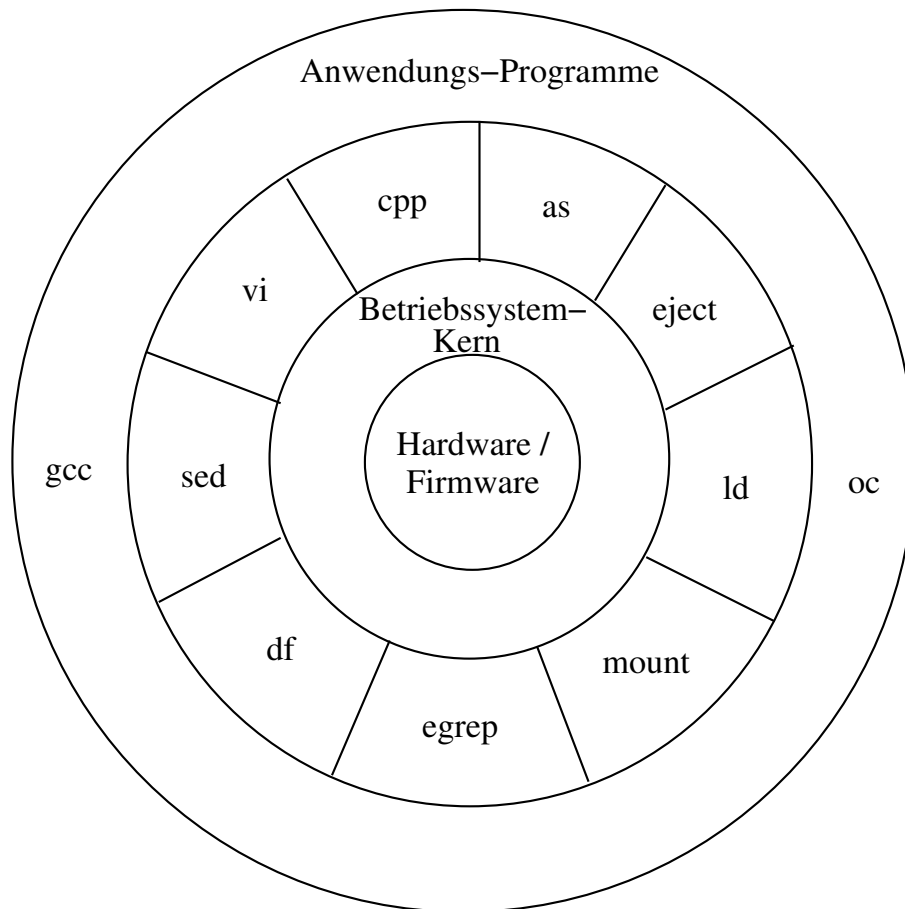 Anwendungs−Programme
cpp
as
vi
eject
Betriebssystem−
Kern
Hardware /
Firmware
gcc
sed
ld
oc
df
mount
egrep